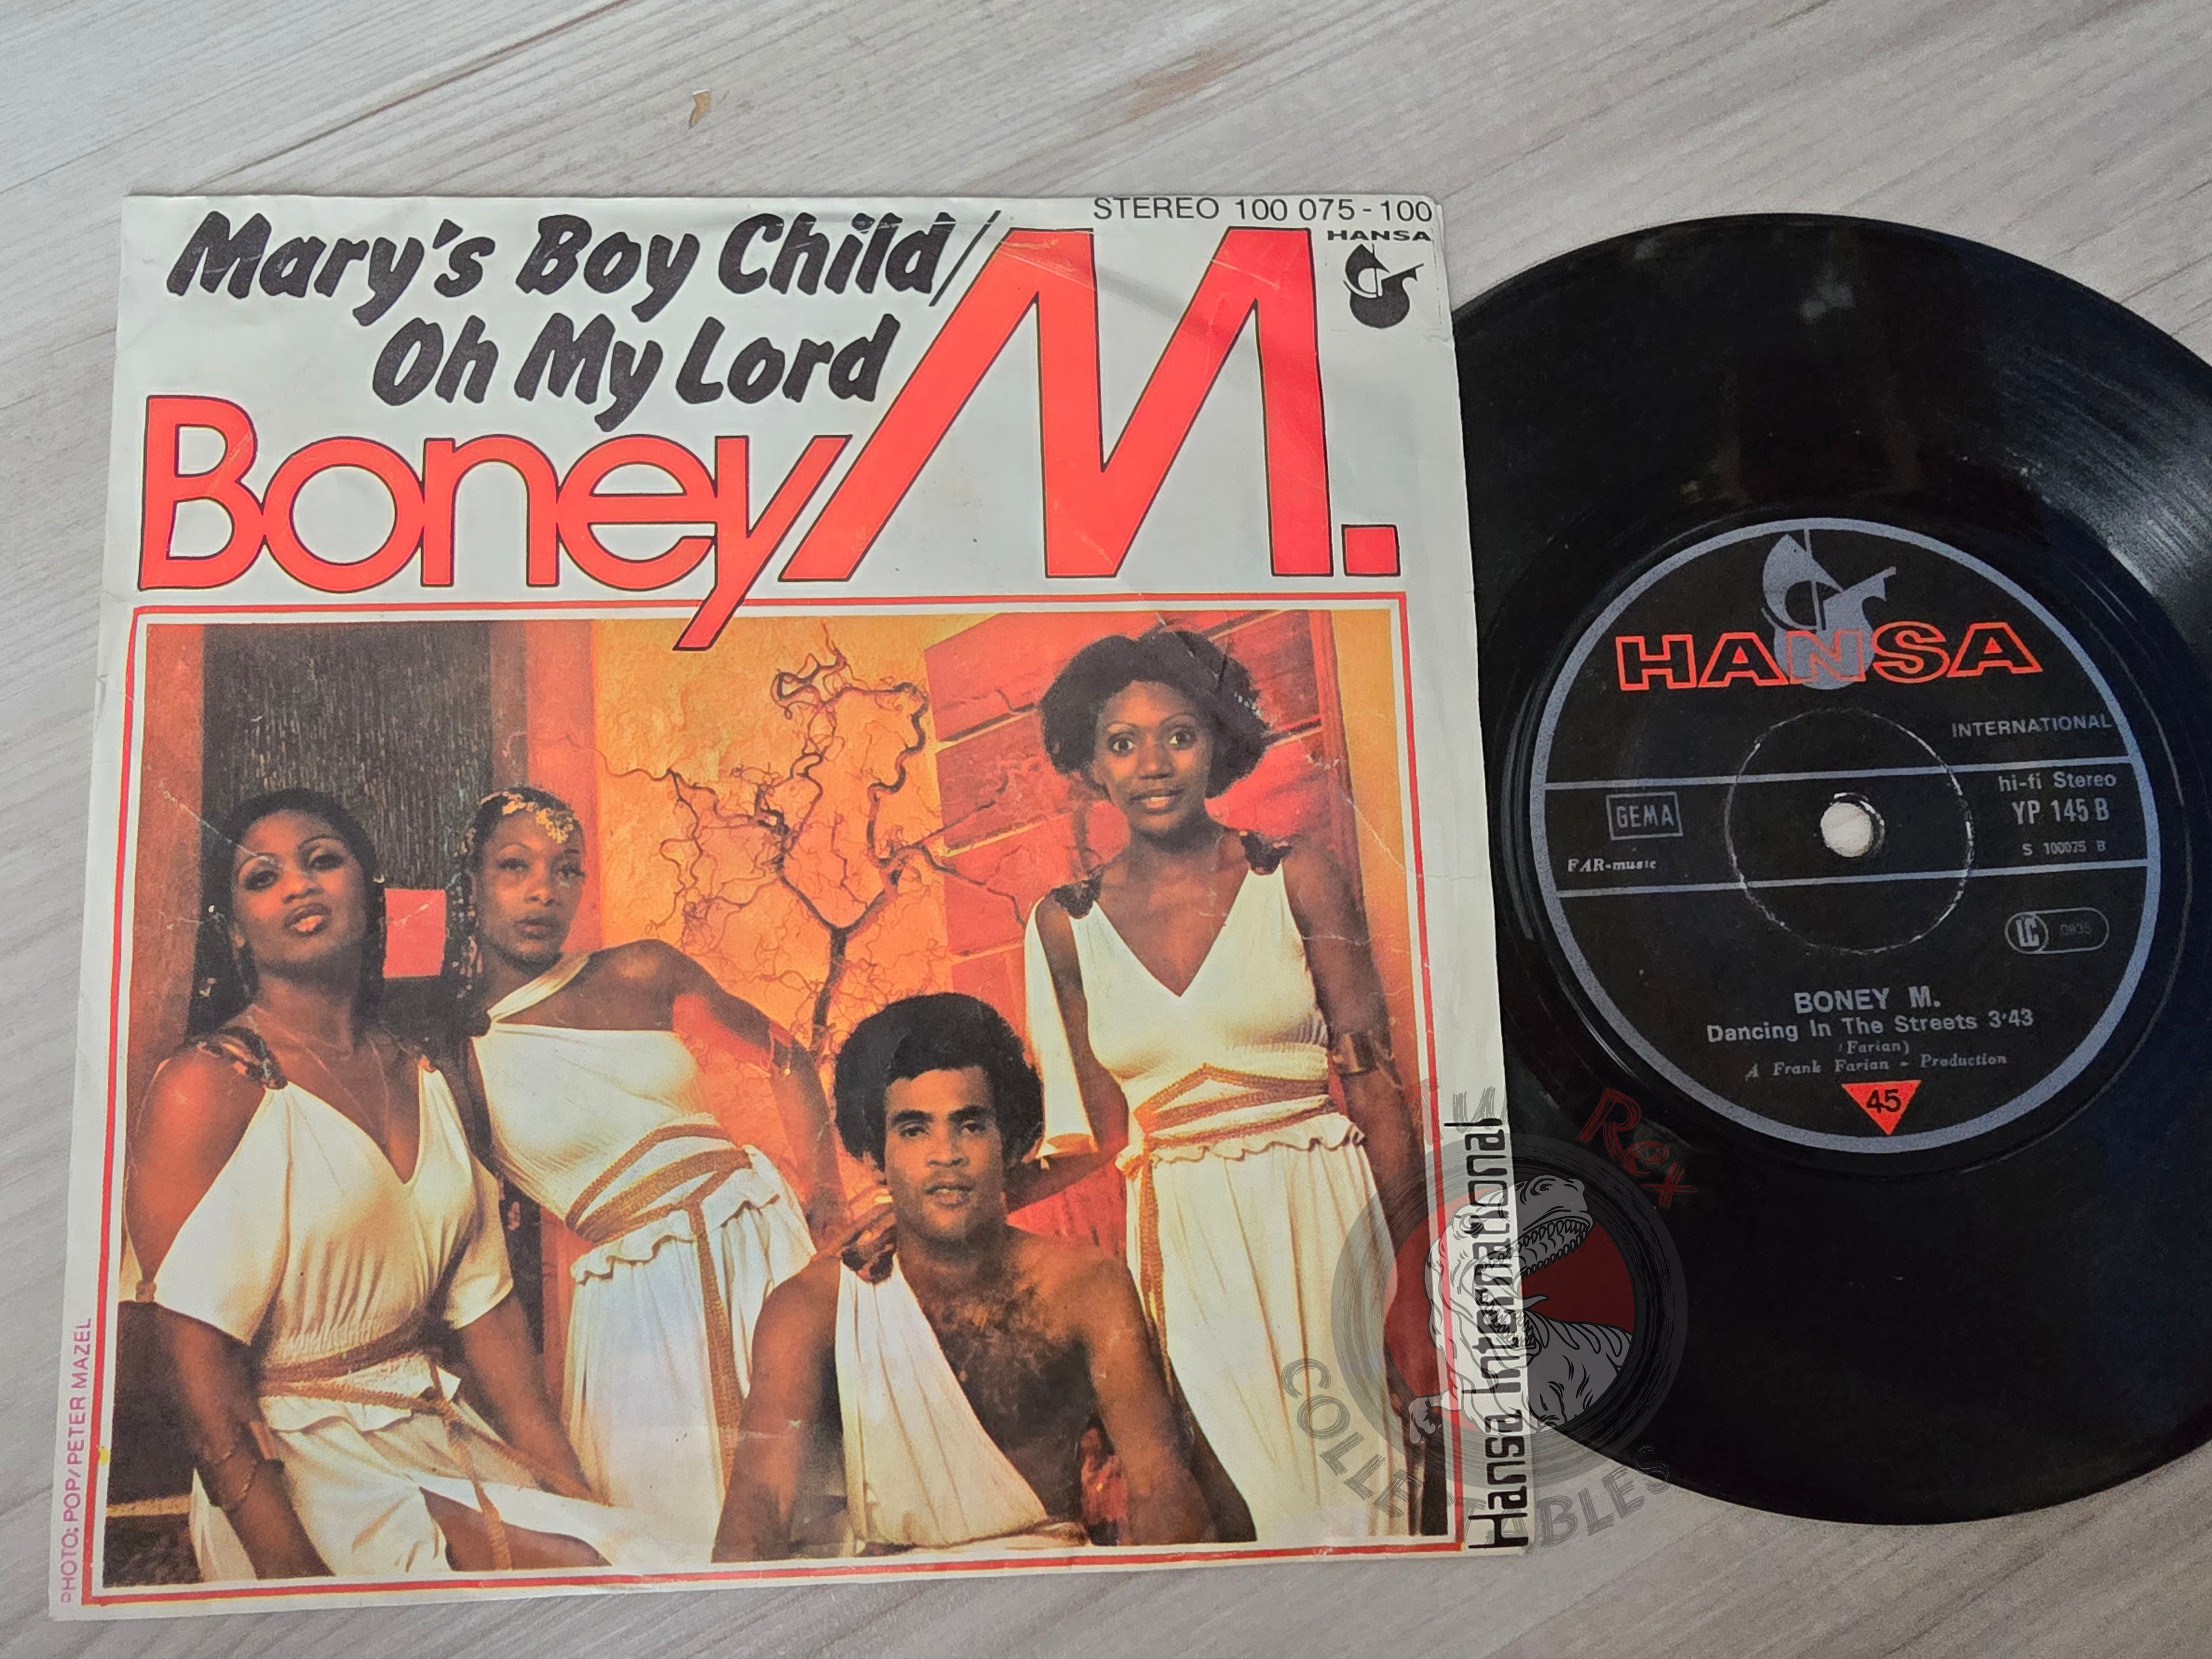 STEREO 100 075-100
HANSA
Mary's Boy Child/
Oh My Lord
Boney M.
PHOTO: POP/PETER MAZEL
Hansa International
HANSA
INTERNATIONAL
hi-fi Stereo
GEMA
YP 145 B
S 100075 B
FAR-music
LC 0835
BONEY M.
Dancing In The Streets 3'43
(Farian)
A Frank Farian - Production
45
Rex
COLLECTABLES